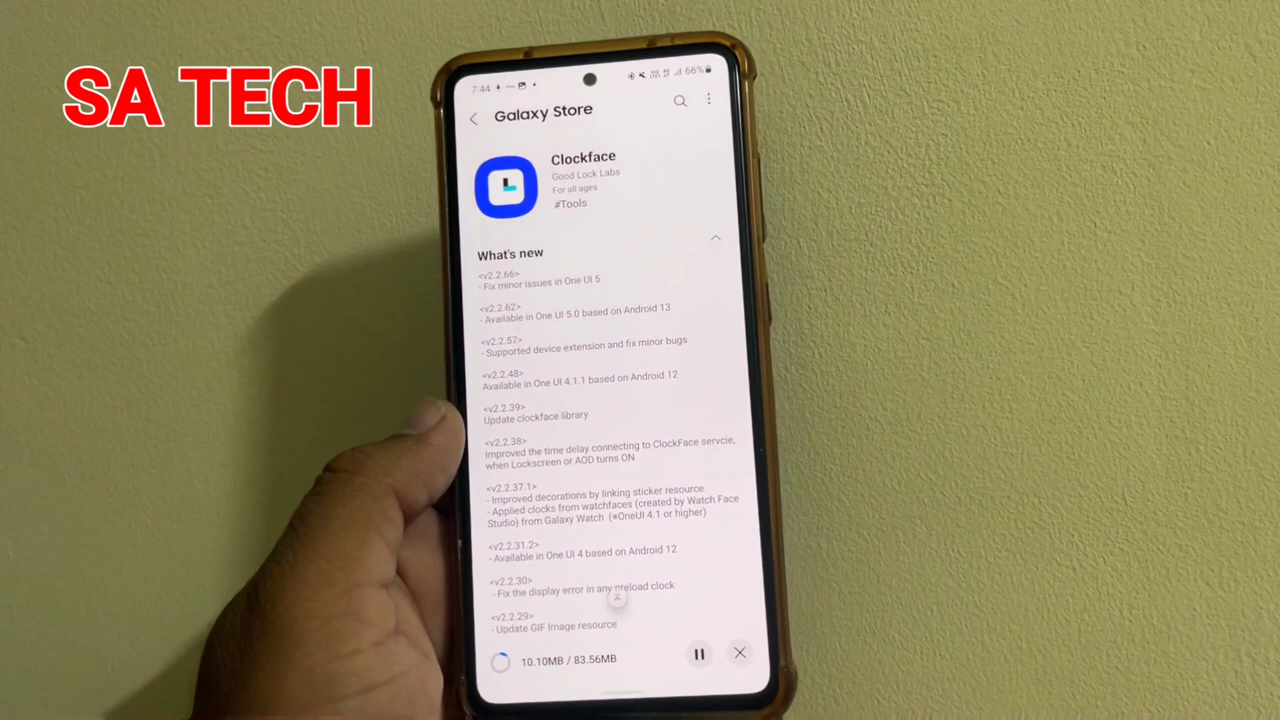 SA TECH
7:44
66%
Galaxy Store
Clockface
Good Lock Labs
For all ages
#Tools
What's new
<v2.2.66>
- Fix minor issues in One UI 5
<v2.2.62>
- Available in One UI 5.0 based on Android 13
<v2.2.57>
- Supported device extension and fix minor bugs
<v2.2.48>
Available in One UI 4.1.1 based on Android 12
<v2.2.39>
Update clockface library
<v2.2.38>
Improved the time delay connecting to ClockFace servcie,
when Lockscreen or AOD turns ON
<v2.2.37.1>
- Improved decorations by linking sticker resource
- Applied clocks from watchfaces (created by Watch Face
Studio) from Galaxy Watch (※OneUI 4.1 or higher)
<v2.2.31.2>
- Available in One UI 4 based on Android 12
<v2.2.30>
- Fix the display error in any preload clock
<v2.2.29>
- Update GIF Image resource
10.10MB / 83.56MB